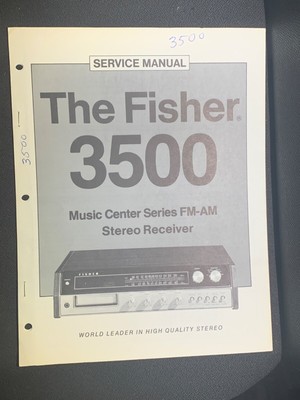 3500
SERVICE MANUAL
The Fisher®
3500
3500
Music Center Series FM-AM
Stereo Receiver
FISHER
WORLD LEADER IN HIGH QUALITY STEREO